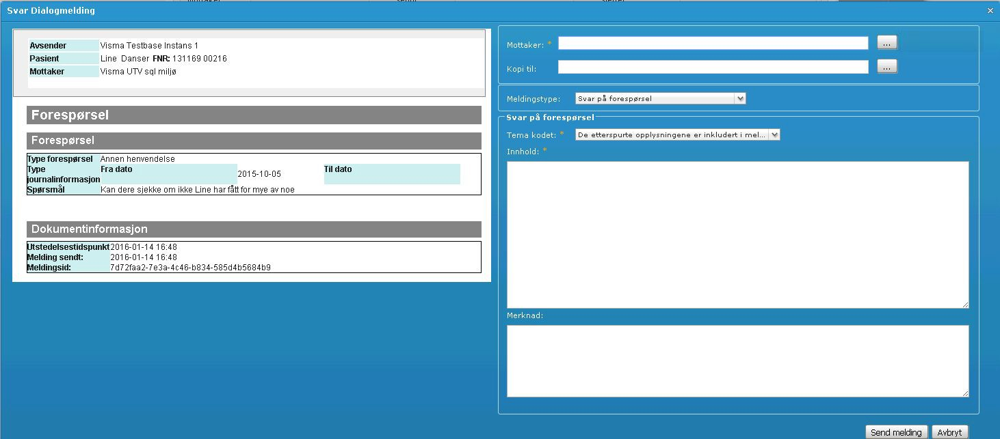 Svar Dialogmelding
Avsender Visma Testbase Instans 1
Pasient Line Danser FNR: 131169 00216
Mottaker Visma UTV sql miljø
Forespørsel
Forespørsel
Type forespørsel Annen henvendelse
Type journalinformasjon Fra dato 2015-10-05 Til dato
Spørsmål Kan dere sjekke om ikke Line har fått for mye av noe
Dokumentinformasjon
Utstedelsestidspunkt 2016-01-14 16:48
Melding sendt: 2016-01-14 16:48
Meldingsid: 7d72faa2-7e3a-4c46-b834-585d4b5684b9
Mottaker: * ...
Kopi til: ...
Meldingstype: Svar på forespørsel
Svar på forespørsel
Tema kodet: * De etterspurte opplysningene er inkludert i mel...
Innhold: *
Merknad:
Send melding Avbryt